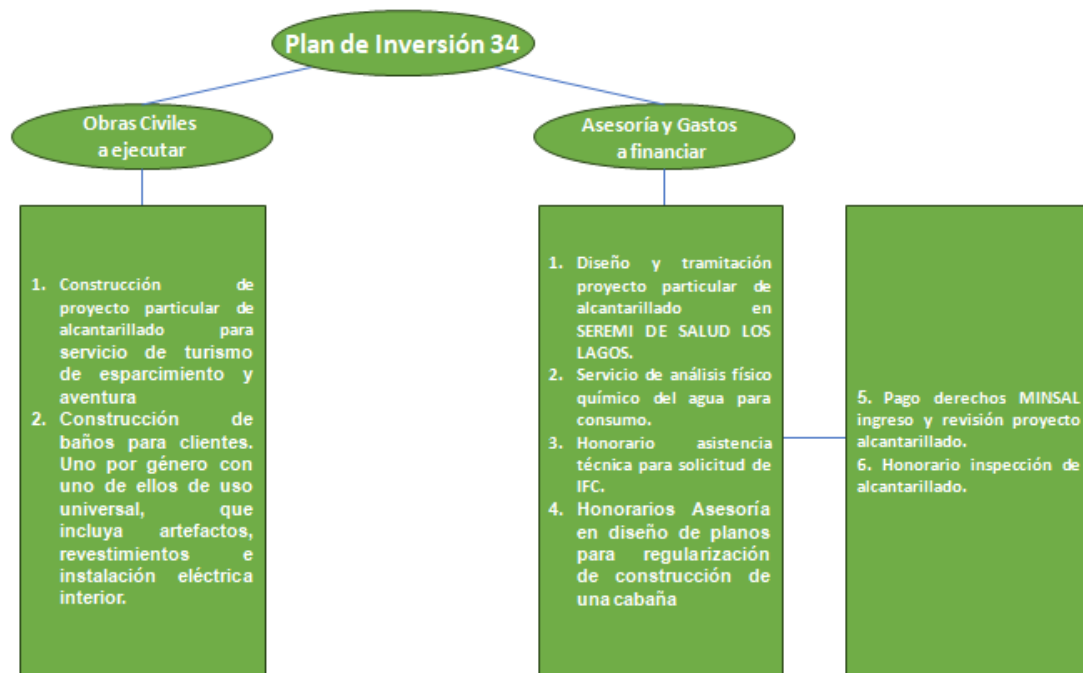 Plan de Inversión 34
Obras Civiles
a ejecutar
1. Construcción de
proyecto particular de
alcantarillado para
servicio de turismo
de esparcimiento y
aventura
2. Construcción de
baños para clientes.
Uno por género con
uno de ellos de uso
universal, que
incluya artefactos,
revestimientos e
instalación eléctrica
interior.
Asesoría y Gastos
a financiar
1. Diseño y tramitación
proyecto particular de
alcantarillado en
SEREMI DE SALUD LOS
LAGOS.
2. Servicio de análisis físico
químico del agua para
consumo.
3. Honorario asistencia
técnica para solicitud de
IFC.
4. Honorarios Asesoría
en diseño de planos
para regularización
de construcción de
una cabaña
5. Pago derechos MINSAL
ingreso y revisión proyecto
alcantarillado.
6. Honorario inspección de
alcantarillado.